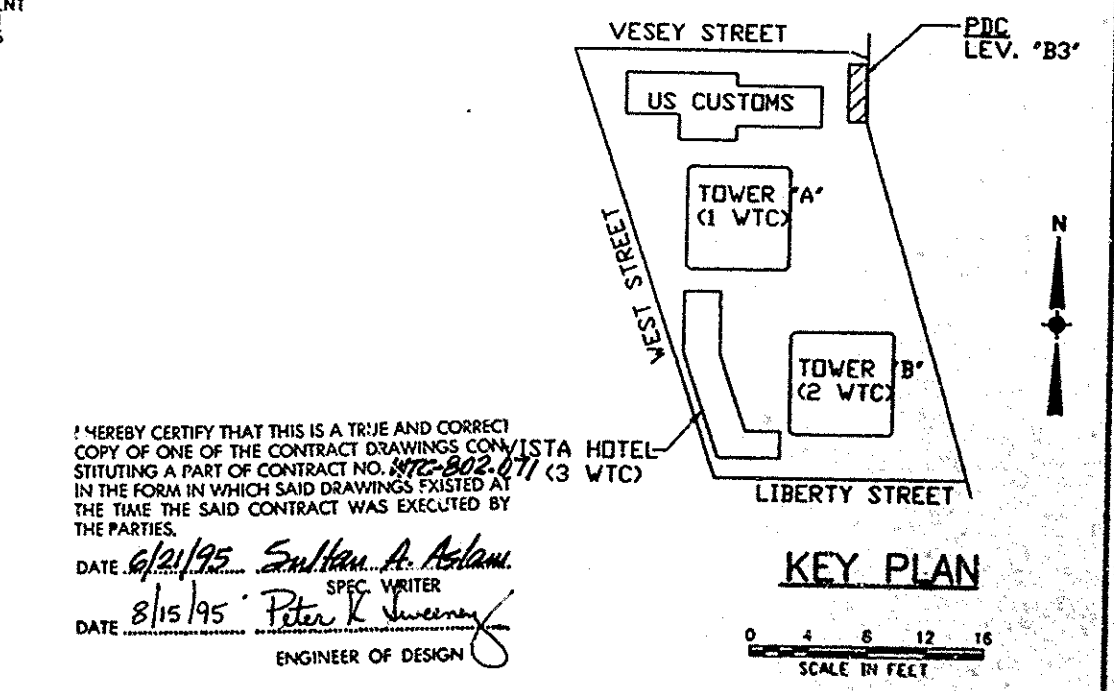 VESEY STREET
PDC
LEV. "B3"
US CUSTOMS
TOWER "A"
(1 WTC)
WEST STREET
N
TOWER "B"
(2 WTC)
VISTA HOTEL
(3 WTC)
LIBERTY STREET
I HEREBY CERTIFY THAT THIS IS A TRUE AND CORRECT
COPY OF ONE OF THE CONTRACT DRAWINGS CON-
STITUTING A PART OF CONTRACT NO. WTC-802.071
IN THE FORM IN WHICH SAID DRAWINGS EXISTED AT
THE TIME THE SAID CONTRACT WAS EXECUTED BY
THE PARTIES.
DATE 6/21/95 Sultan A. Aslam
SPEC. WRITER
DATE 8/15/95 Peter K Sweeney
ENGINEER OF DESIGN
KEY PLAN
0 4 8 12 16
SCALE IN FEET